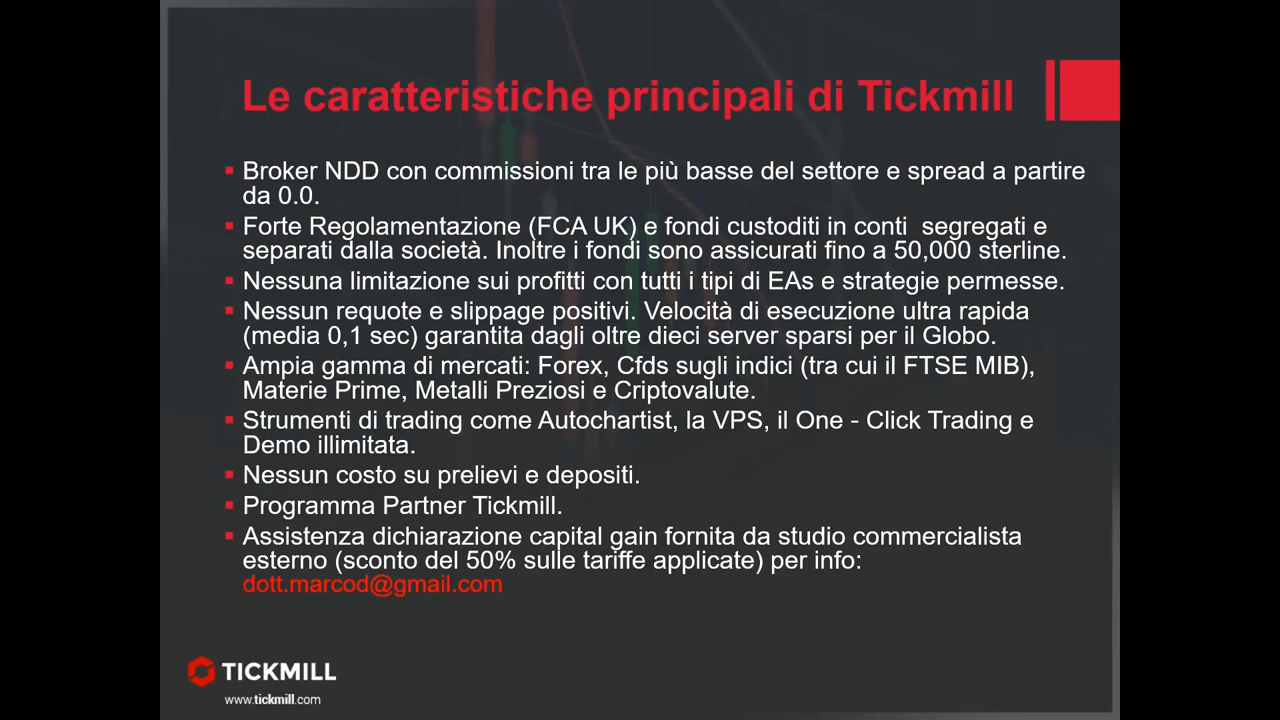 Le caratteristiche principali di Tickmill
Broker NDD con commissioni tra le più basse del settore e spread a partire
da 0.0.
Forte Regolamentazione (FCA UK) e fondi custoditi in conti  segregati e
separati dalla società. Inoltre i fondi sono assicurati fino a 50,000 sterline.
Nessuna limitazione sui profitti con tutti i tipi di EAs e strategie permesse.
Nessun requote e slippage positivi. Velocità di esecuzione ultra rapida
(media 0,1 sec) garantita dagli oltre dieci server sparsi per il Globo.
Ampia gamma di mercati: Forex, Cfds sugli indici (tra cui il FTSE MIB),
Materie Prime, Metalli Preziosi e Criptovalute.
Strumenti di trading come Autochartist, la VPS, il One - Click Trading e
Demo illimitata.
Nessun costo su prelievi e depositi.
Programma Partner Tickmill.
Assistenza dichiarazione capital gain fornita da studio commercialista
esterno (sconto del 50% sulle tariffe applicate) per info:
dott.marcod@gmail.com
TICKMILL
www.tickmill.com